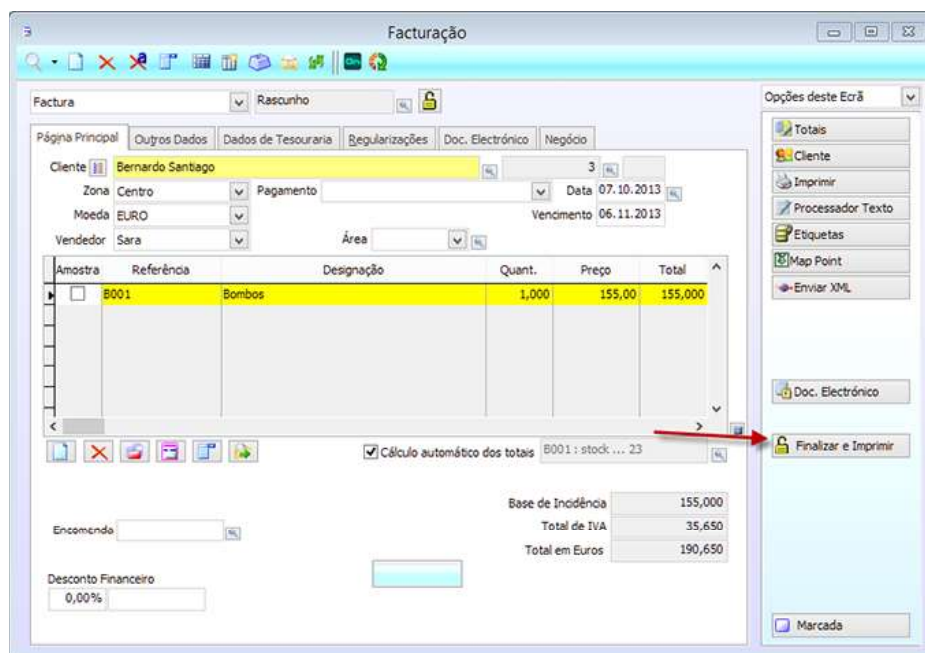 Facturação
Factura Rascunho Opções deste Ecrã
Página Principal Outros Dados Dados de Tesouraria Regularizações Doc. Electrónico Negócio
Cliente Bernardo Santiago 3
Zona Centro Pagamento Data 07.10.2013
Moeda EURO Vencimento 06.11.2013
Vendedor Sara Área
Amostra Referência Designação Quant. Preço Total
B001 Bombos 1,000 155,00 155,000
Cálculo automático dos totais B001 : stock ... 23
Base de Incidência 155,000
Encomenda Total de IVA 35,650
Total em Euros 190,650
Desconto Financeiro
0,00%
Totais
Cliente
Imprimir
Processador Texto
Etiquetas
Map Point
Enviar XML
Doc. Electrónico
Finalizar e Imprimir
Marcada